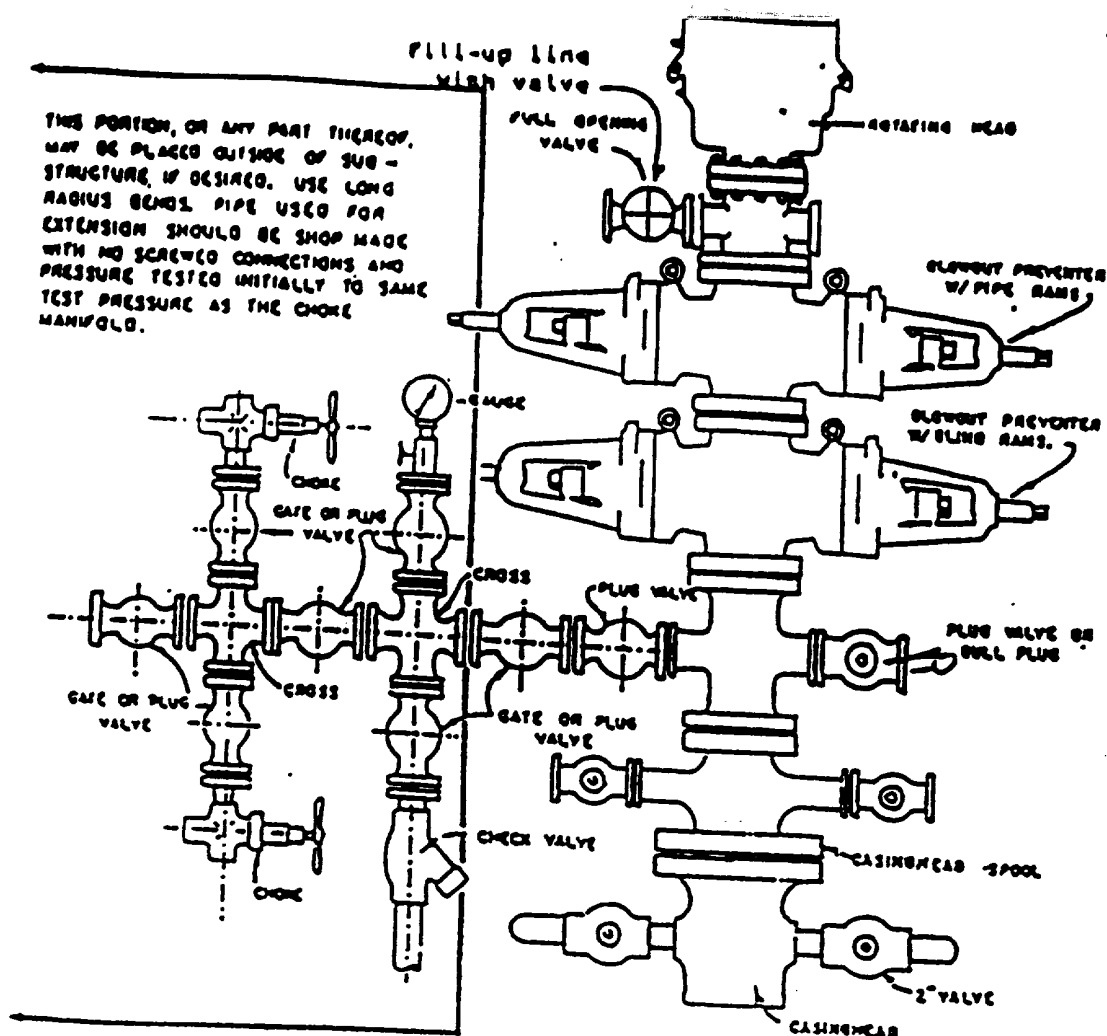 Fill-up line
with valve
FULL OPENING
VALVE
ROTATING HEAD
THIS PORTION, OR ANY PART THEREOF,
MAY BE PLACED OUTSIDE OF SUB-
STRUCTURE, IF DESIRED. USE LONG
RADIUS BENDS. PIPE USED FOR
EXTENSION SHOULD BE SHOP MADE
WITH NO SCREWED CONNECTIONS AND
PRESSURE TESTED INITIALLY TO SAME
TEST PRESSURE AS THE CHOKE
MANIFOLD.
BLOWOUT PREVENTER
W/ PIPE RAMS.
GAUGE
BLOWOUT PREVENTER
W/ BLIND RAMS.
CHOKE
GATE OR PLUG
VALVE
CROSS
PLUG VALVE
PLUG VALVE OR
BULL PLUG
CROSS
GATE OR PLUG
VALVE
GATE OR PLUG
VALVE
CHECK VALVE
CASINGHEAD SPOOL
CHOKE
2" VALVE
CASINGHEAD